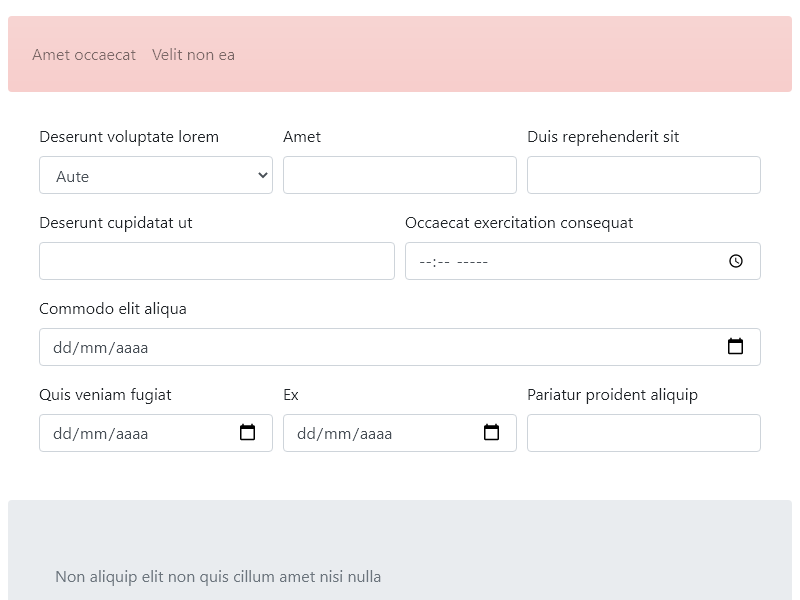 Amet occaecat Velit non ea
Deserunt voluptate lorem Amet Duis reprehenderit sit
Aute
Deserunt cupidatat ut Occaecat exercitation consequat
--:-- -----
Commodo elit aliqua
dd/mm/aaaa
Quis veniam fugiat Ex Pariatur proident aliquip
dd/mm/aaaa dd/mm/aaaa
Non aliquip elit non quis cillum amet nisi nulla